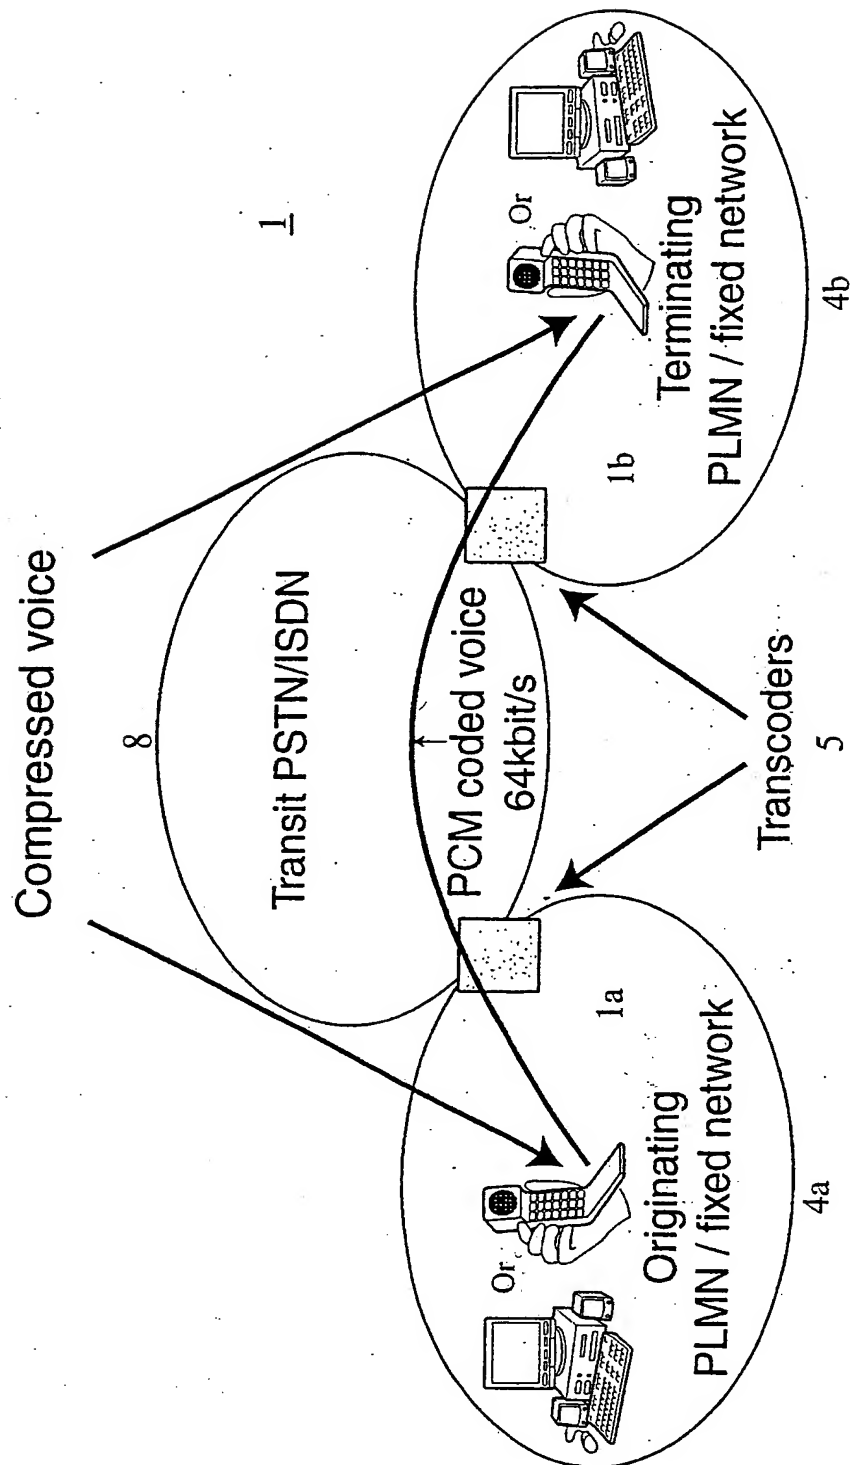 Compressed voice
1
8
Transit PSTN/ISDN
PCM coded voice
64kbit/s
Or
Or
1a
1b
Originating
PLMN / fixed network
Terminating
PLMN / fixed network
4a
4b
Transcoders
5